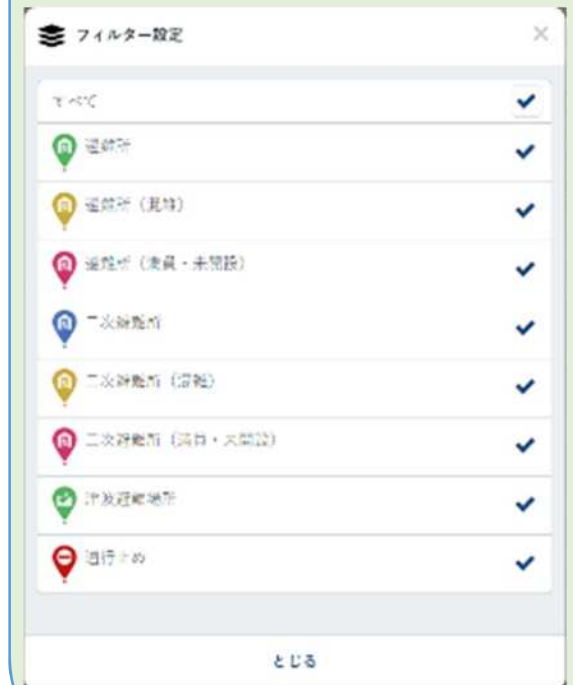 フィルター設定
すべて
避難所
避難所（混雑）
避難所（満員・未開設）
二次避難所
二次避難所（混雑）
二次避難所（満員・未開設）
津波避難場所
通行止め
とじる